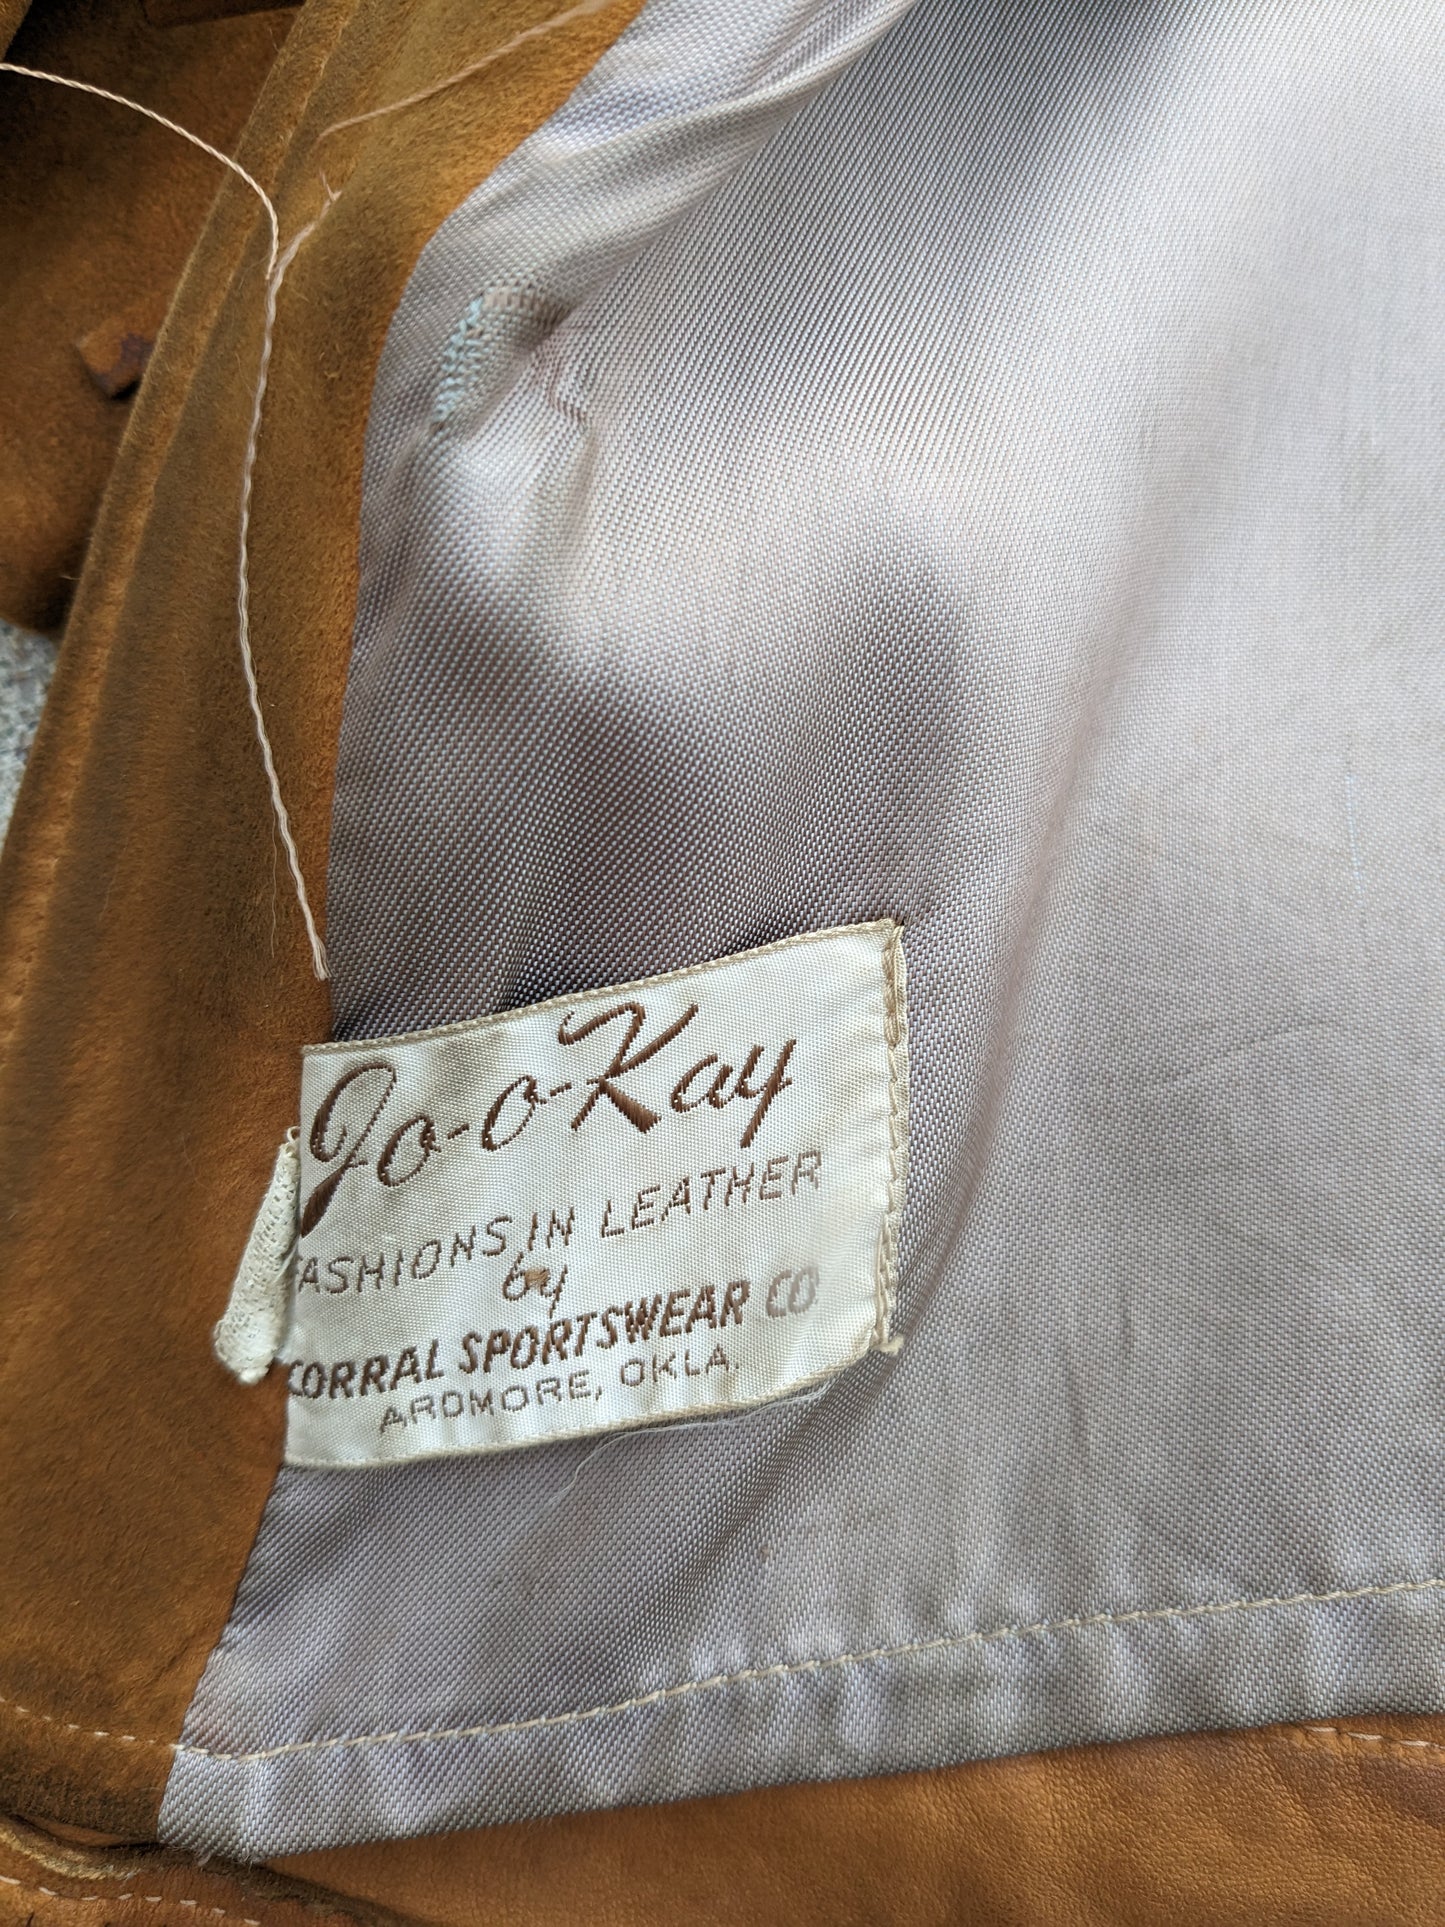 Jo-o-Kay
FASHIONS IN LEATHER
by
CORRAL SPORTSWEAR CO
ARDMORE, OKLA.